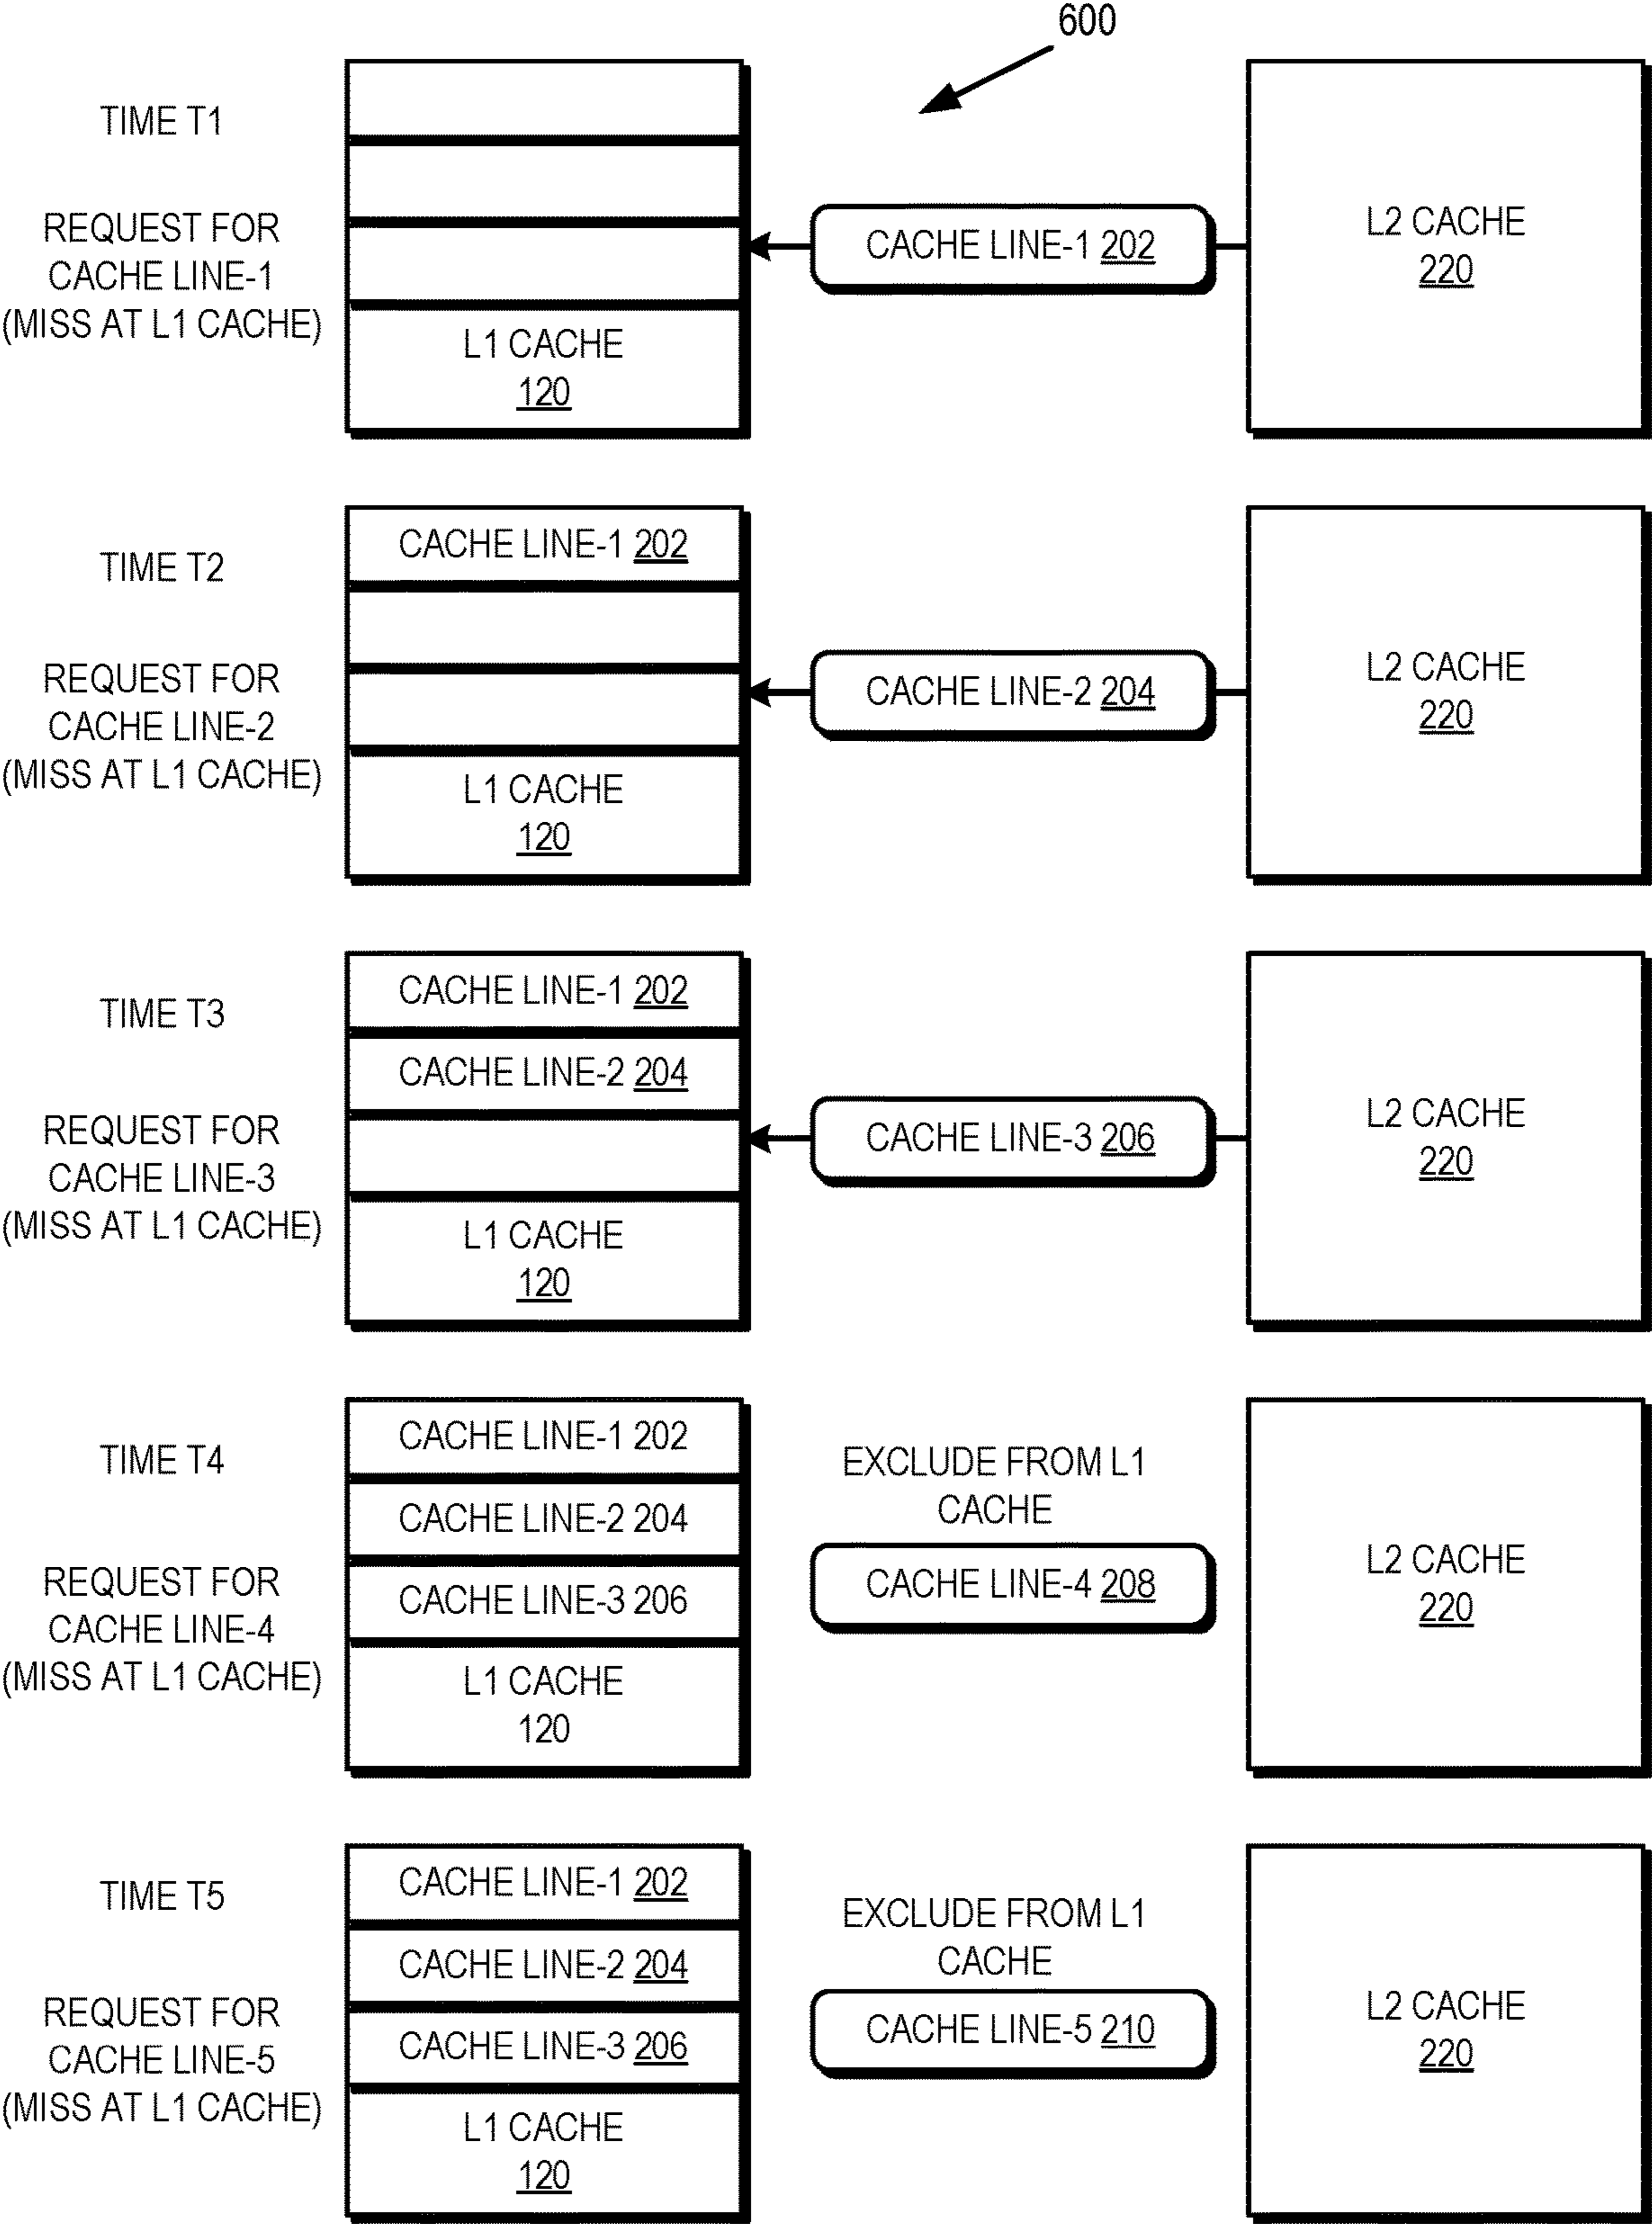 600
TIME T1
REQUEST FOR
CACHE LINE-1
(MISS AT L1 CACHE)
L1 CACHE
120
CACHE LINE-1 202
L2 CACHE
220
TIME T2
REQUEST FOR
CACHE LINE-2
(MISS AT L1 CACHE)
CACHE LINE-1 202
L1 CACHE
120
CACHE LINE-2 204
L2 CACHE
220
TIME T3
REQUEST FOR
CACHE LINE-3
(MISS AT L1 CACHE)
CACHE LINE-1 202
CACHE LINE-2 204
L1 CACHE
120
CACHE LINE-3 206
L2 CACHE
220
TIME T4
REQUEST FOR
CACHE LINE-4
(MISS AT L1 CACHE)
CACHE LINE-1 202
CACHE LINE-2 204
CACHE LINE-3 206
L1 CACHE
120
EXCLUDE FROM L1
CACHE
CACHE LINE-4 208
L2 CACHE
220
TIME T5
REQUEST FOR
CACHE LINE-5
(MISS AT L1 CACHE)
CACHE LINE-1 202
CACHE LINE-2 204
CACHE LINE-3 206
L1 CACHE
120
EXCLUDE FROM L1
CACHE
CACHE LINE-5 210
L2 CACHE
220